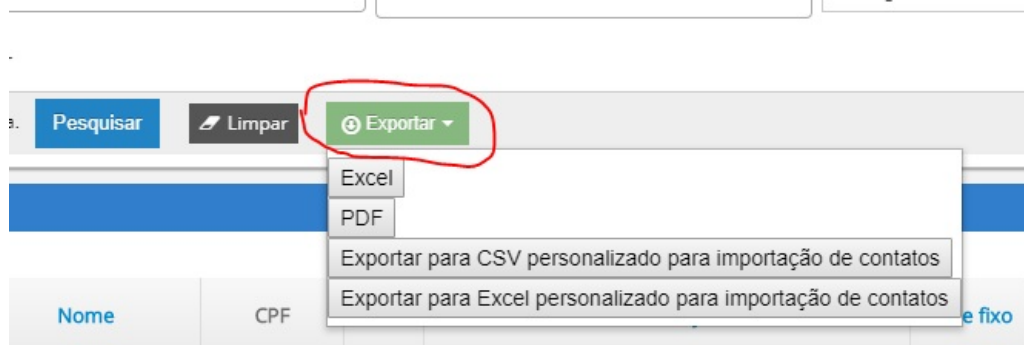 a. Pesquisar Limpar Exportar
Excel
PDF
Exportar para CSV personalizado para importação de contatos
Exportar para Excel personalizado para importação de contatos
Nome CPF e fixo